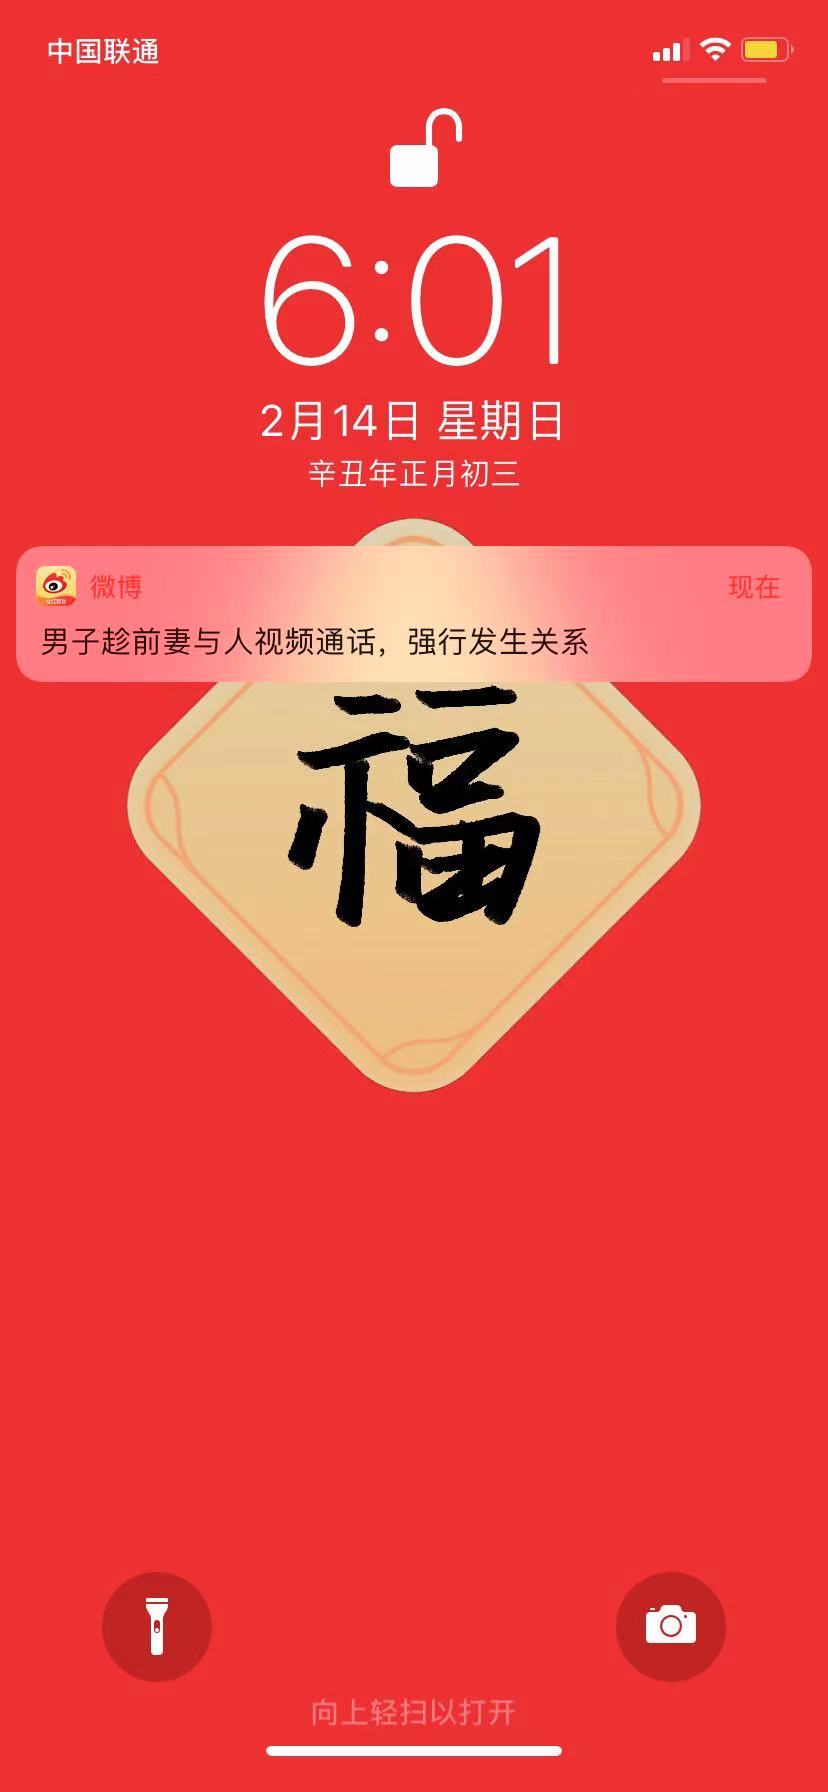 中国联通
6:01
2月14日 星期日
辛丑年正月初三
微博 现在
男子趁前妻与人视频通话，强行发生关系
福
向上轻扫以打开